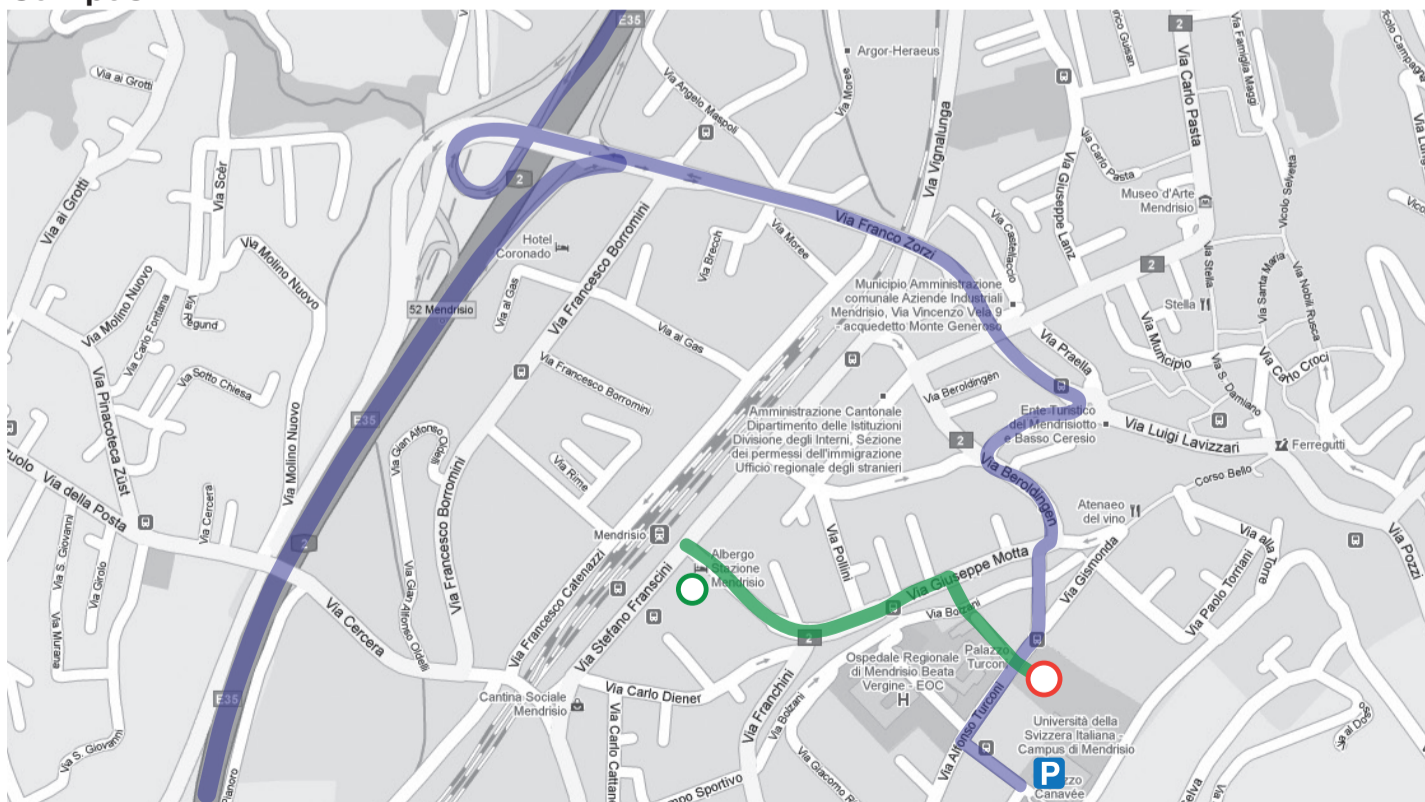 E35
2
Via ai Grotti
Argor-Heraeus
Via Moree
Via Angelo Maspoli
Via Vignalunga
Via Carlo Pasta
Via Famiglia Maggi
Via Carlo Pasta
Via Giuseppe Lanz
Museo d'Arte
Mendrisio
Vicolo Selvetta
Via Scèr
Via ai Grotti
2
Via Franco Zorzi
Via Castellaccio
Hotel
Coronado
Via Moree
Via Brecch
Via Francesco Borromini
Via Molino Nuovo
Via Molino Nuovo
Via Carlo Fontana
Via Regund
52 Mendrisio
Via al Gas
Via al Gas
Municipio Amministrazione
comunale Aziende Industriali
Mendrisio, Via Vincenzo Vela 9
- acquedetto Monte Generoso
2
Via Stella
Stella
Via Santa Maria
Via Nobili Rusca
Via Praella
Via Municipio
Via S. Damiano
Via Carlo Croci
Via Sotto Chiesa
Via Francesco Borromini
Via Beroldingen
Via Pinacoteca Züst
E35
Via Molino Nuovo
Via Gian Alfonso
Oldelli
Amministrazione Cantonale
Dipartimento delle Istituzioni
Divisione degli Interni, Sezione
dei permessi dell'immigrazione
Ufficio regionale degli stranieri
Ente Turistico
del Mendrisiotto
e Basso Ceresio
2
Via Luigi Lavizzari
Ferregutti
Via Beroldingen
Corso Bello
Via Rime
Via della Posta
Via Cercera
Via Francesco Borromini
Atenaeo
del vino
Via alla Torre
Via Pozzi
2
Mendrisio
Albergo
Stazione
Mendrisio
Via Pollini
Via Giuseppe Motta
Via Gismonda
Via Paolo Torriani
Via S. Giovanni
Via Girolo
Via Murana
Via Gian Alfonso Oldelli
Via Cercera
Via Francesco Catenazzi
Via Stefano Franscini
2
Via Bolzani
Palazzo
Turconi
Ospedale Regionale
di Mendrisio Beata
Vergine - EOC
H
Via Carlo Diener
Via Franchini
Via Bolzani
Cantina Sociale
Mendrisio
E35
Via S. Giovanni
Via Alfonso Turconi
Università della
Svizzera Italiana -
Campus di Mendrisio
P
Canavée